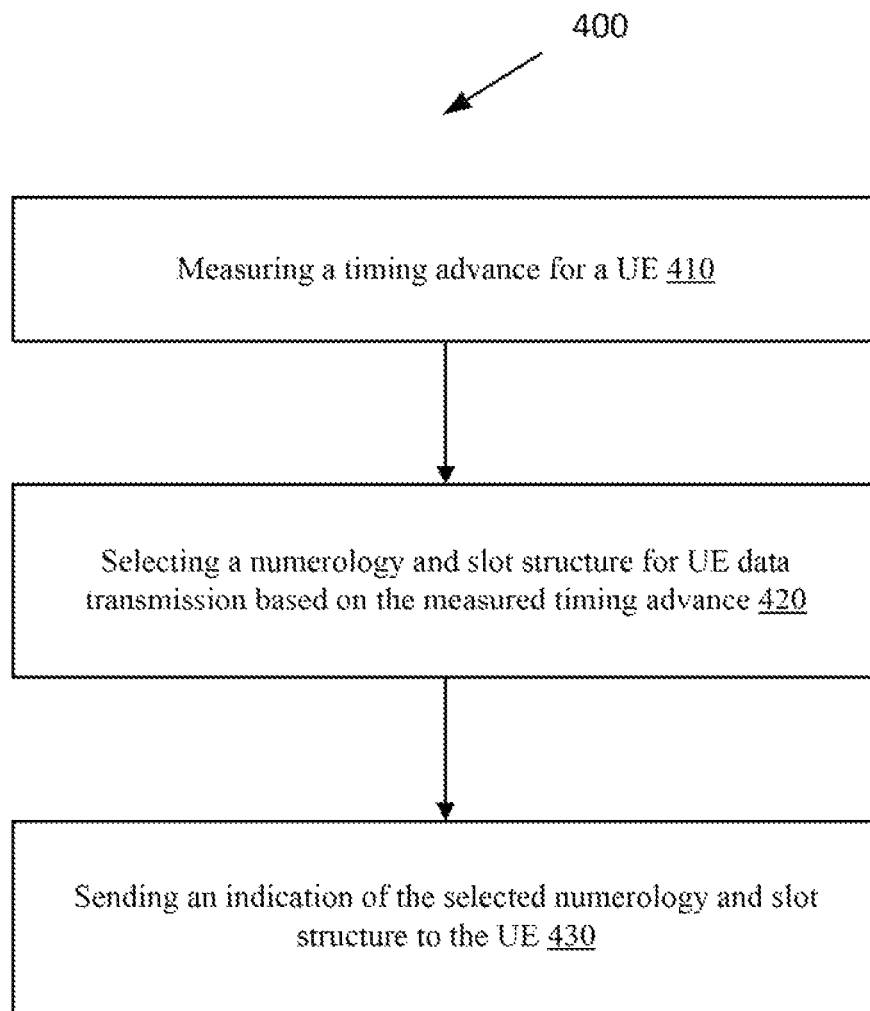 400
Measuring a timing advance for a UE 410
Selecting a numerology and slot structure for UE data
transmission based on the measured timing advance 420
Sending an indication of the selected numerology and slot
structure to the UE 430